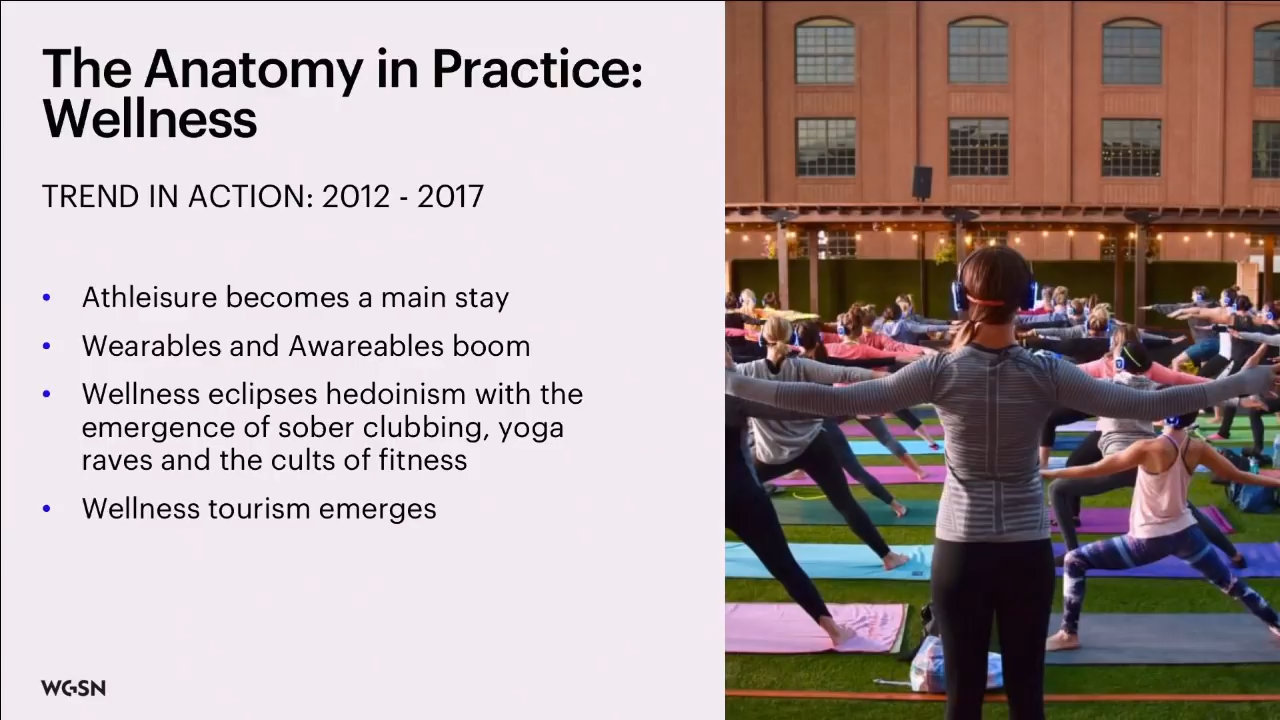 The Anatomy in Practice:
Wellness
TREND IN ACTION: 2012 - 2017
• Athleisure becomes a main stay
• Wearables and Awareables boom
• Wellness eclipses hedoinism with the
emergence of sober clubbing, yoga
raves and the cults of fitness
• Wellness tourism emerges
WGSN